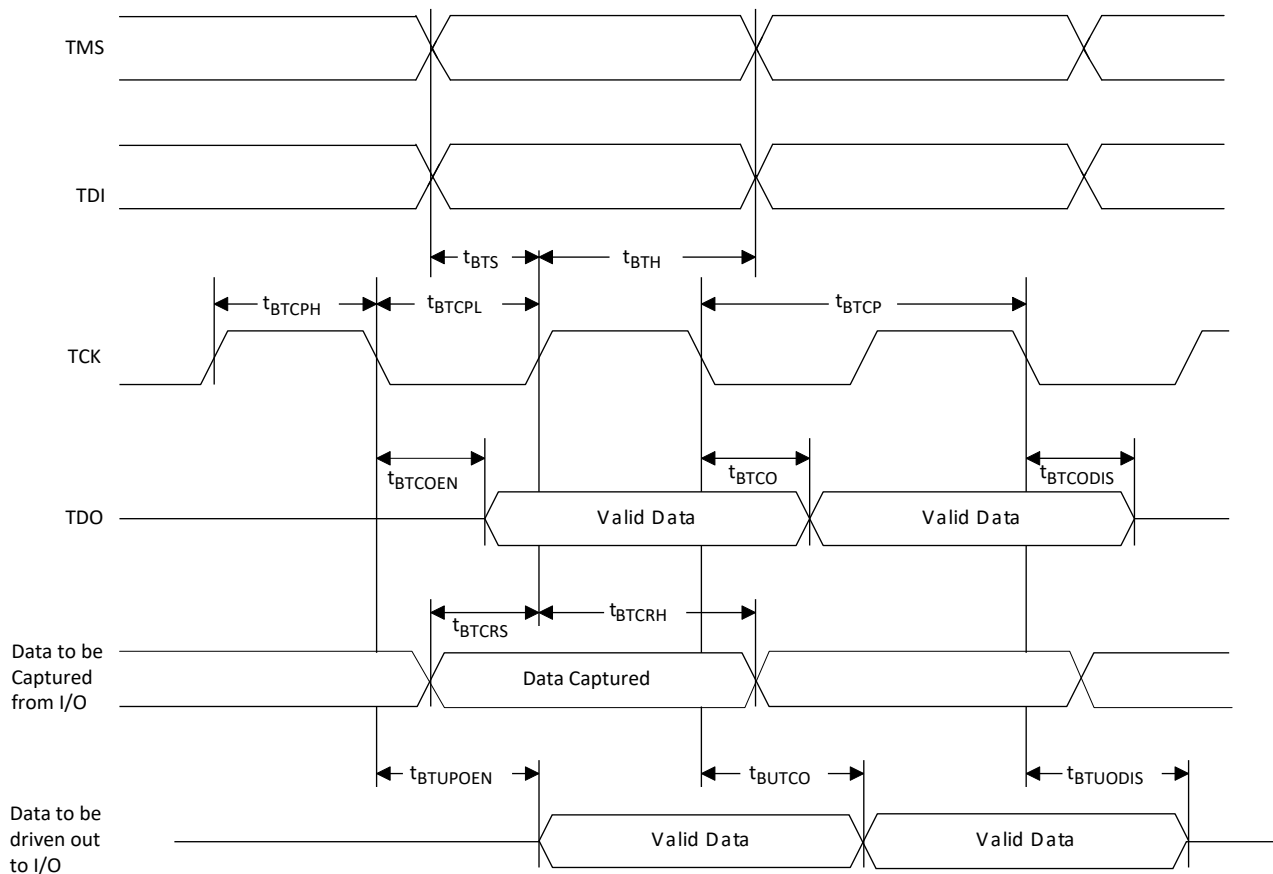 TMS
TDI
tBTS
tBTH
tBTCPH
tBTCPL
tBTCP
TCK
tBTCOEN
tBTCO
tBTCODIS
TDO
Valid Data
Valid Data
tBTCRS
tBTCRH
Data to be
Captured
from I/O
Data Captured
tBTUPOEN
tBUTCO
tBTUODIS
Data to be
driven out
to I/O
Valid Data
Valid Data